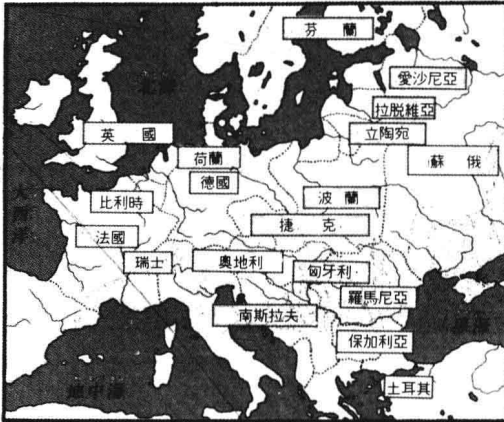 芬蘭
愛沙尼亞
北海
拉脫維亞
英國
立陶宛
荷蘭
蘇俄
德國
大西洋
比利時
波蘭
捷克
法國
瑞士
奧地利
匈牙利
羅馬尼亞
南斯拉夫
黑海
保加利亞
地中海
土耳其